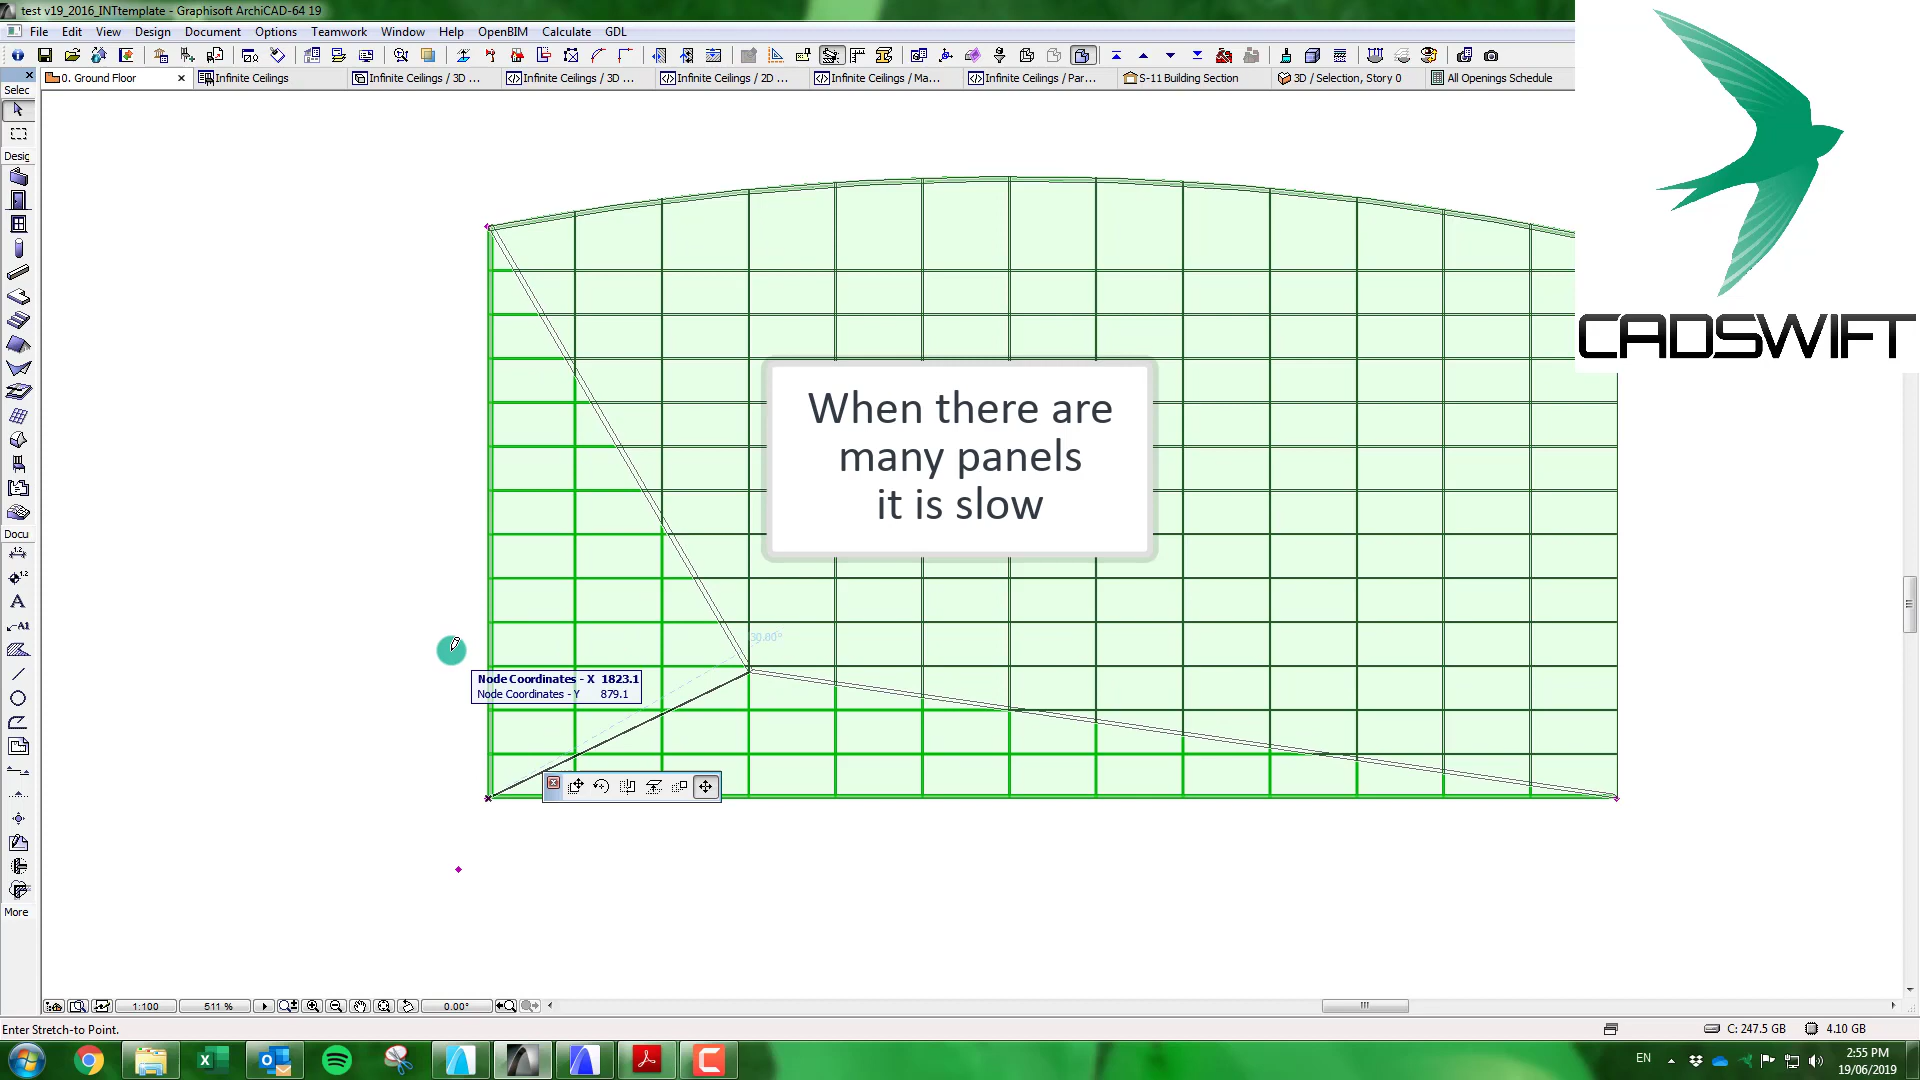 test v19_2016_INTtemplate - Graphisoft ArchiCAD-64 19
File Edit View Design Document Options Teamwork Window Help OpenBIM Calculate GDL
0. Ground Floor
Infinite Ceilings
Infinite Ceilings / 3D ...
Infinite Ceilings / 3D ...
Infinite Ceilings / 2D ...
Infinite Ceilings / Ma...
Infinite Ceilings / Par...
S-11 Building Section
3D / Selection, Story 0
All Openings Schedule
CADSWIFT
Selec
Desig
Docu
More
When there are
many panels
it is slow
30.00°
Node Coordinates - X 1823.1
Node Coordinates - Y 879.1
1:100
511 %
0.00°
Enter Stretch-to Point.
C: 247.5 GB
4.10 GB
EN
2:55 PM
19/06/2019